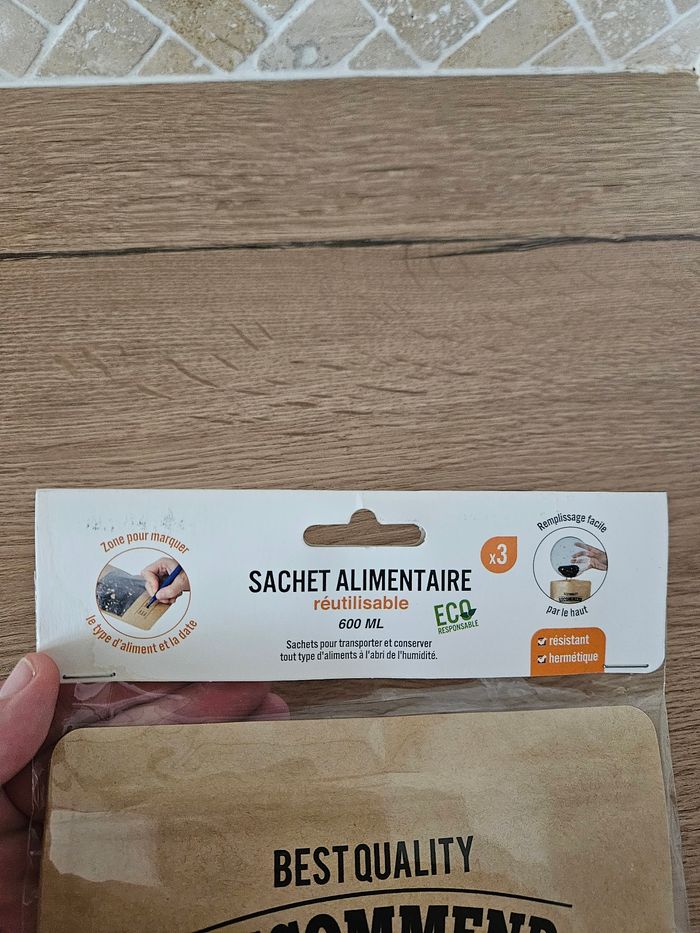 Zone pour marquer
le type d'aliment et la date
SACHET ALIMENTAIRE
réutilisable
600 ML
ECO
RESPONSABLE
Sachets pour transporter et conserver
tout type d'aliments à l'abri de l'humidité.
x3
Remplissage facile
par le haut
résistant
hermétique
BEST QUALITY